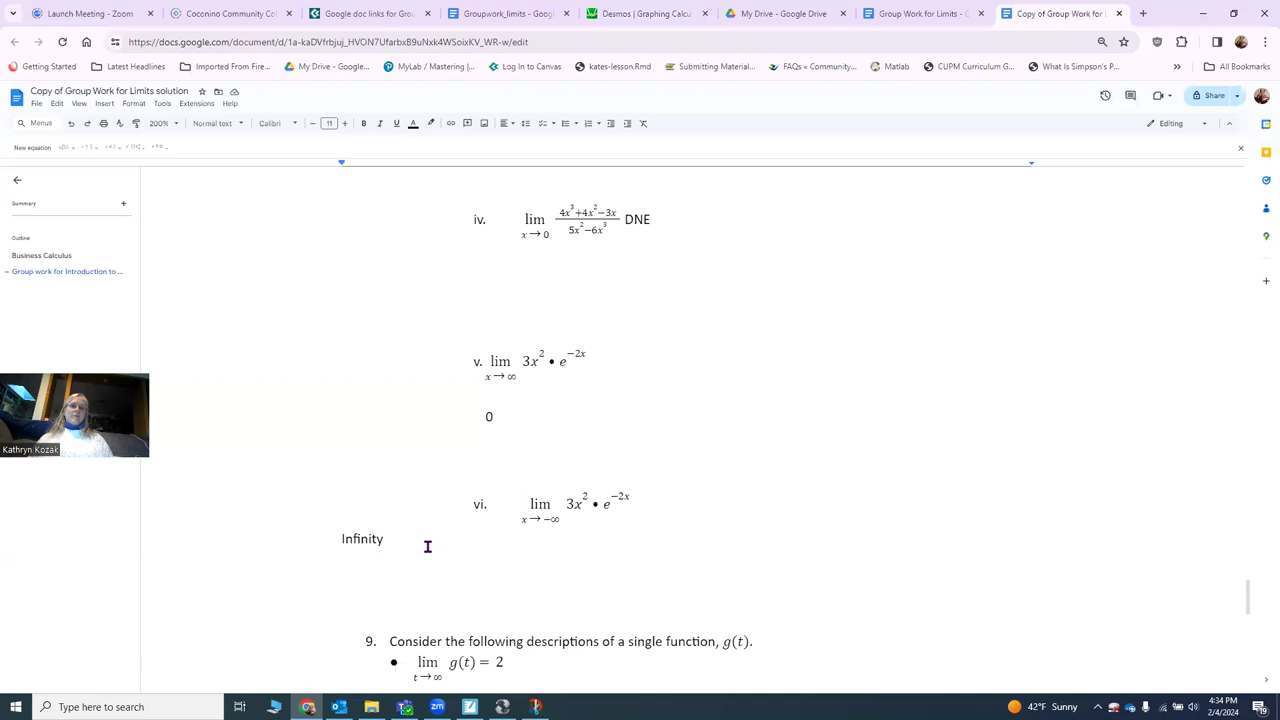 Launch Meeting - Zoom
Coconino Community Col
Google doc links for Grou
Groupwork_for_Limits - G
Desmos | Graphing Calcu
My Drive - Google Drive
Group Work for Limits - G
Copy of Group Work for L
https://docs.google.com/document/d/1a-kaDVfrbjuj_HVON7UfarbxB9uNxk4WSoixKV_WR-w/edit
Getting Started
Latest Headlines
Imported From Fire...
My Drive - Google...
MyLab / Mastering |...
Log In to Canvas
kates-lesson.Rmd
Submitting Material...
FAQs « Community...
Matlab
CUPM Curriculum G...
What Is Simpson's P...
»
All Bookmarks
Copy of Group Work for Limits solution
File Edit View Insert Format Tools Extensions Help
Share
Menus
200%
Normal text
Calibri
11
Editing
New equation
Summary
Outline
Business Calculus
Group work for Introduction to ...
iv. lim x → 0 4x³+4x²−3x / 5x²−6x³ DNE
v. lim x → ∞ 3x² • e⁻²ˣ
0
vi. lim x → −∞ 3x² • e⁻²ˣ
Infinity
9. Consider the following descriptions of a single function, g(t).
● lim t → ∞ g(t) = 2
Kathryn Kozak
Type here to search
42°F Sunny
4:34 PM
2/4/2024
19